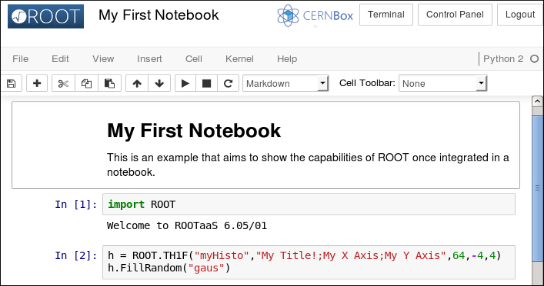 ROOT My First Notebook CERNBox Terminal Control Panel Logout
File Edit View Insert Cell Kernel Help Python 2
Markdown Cell Toolbar: None
My First Notebook
This is an example that aims to show the capabilities of ROOT once integrated in a
notebook.
In [1]: import ROOT
Welcome to ROOTaaS 6.05/01
In [2]: h = ROOT.TH1F("myHisto","My Title!;My X Axis;My Y Axis",64,-4,4)
h.FillRandom("gaus")